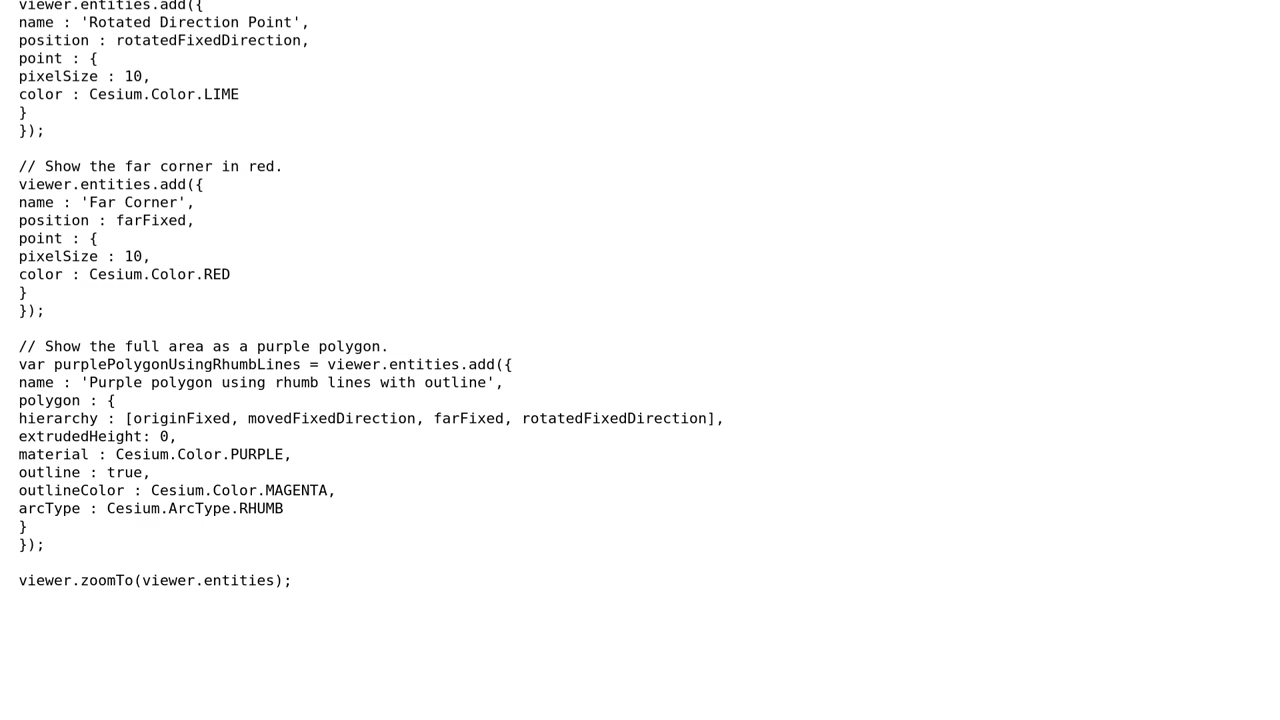 viewer.entities.add({
name : 'Rotated Direction Point',
position : rotatedFixedDirection,
point : {
pixelSize : 10,
color : Cesium.Color.LIME
}
});

// Show the far corner in red.
viewer.entities.add({
name : 'Far Corner',
position : farFixed,
point : {
pixelSize : 10,
color : Cesium.Color.RED
}
});

// Show the full area as a purple polygon.
var purplePolygonUsingRhumbLines = viewer.entities.add({
name : 'Purple polygon using rhumb lines with outline',
polygon : {
hierarchy : [originFixed, movedFixedDirection, farFixed, rotatedFixedDirection],
extrudedHeight: 0,
material : Cesium.Color.PURPLE,
outline : true,
outlineColor : Cesium.Color.MAGENTA,
arcType : Cesium.ArcType.RHUMB
}
});

viewer.zoomTo(viewer.entities);